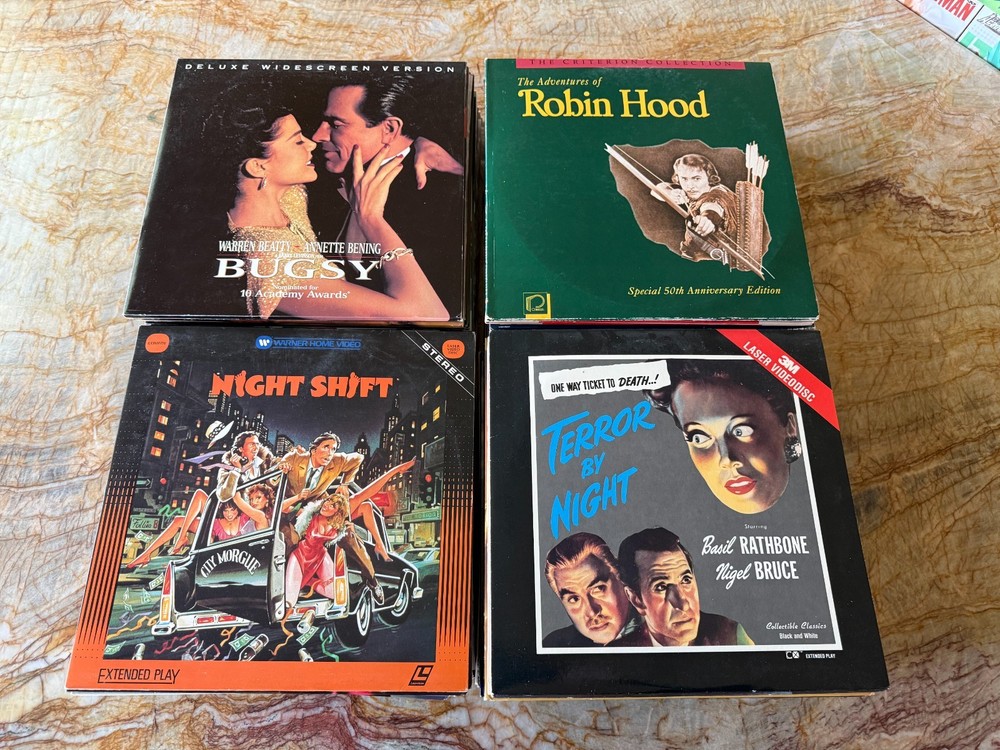 DELUXE WIDESCREEN VERSION
WARREN BEATTY ANNETTE BENING
BUGSY
Nominated for
10 Academy Awards
THE CRITERION COLLECTION
The Adventures of
Robin Hood
Special 50th Anniversary Edition
WARNER HOME VIDEO
STEREO
NIGHT SHIFT
CITY MORGUE
EXTENDED PLAY
3M
LASER VIDEODISC
ONE WAY TICKET TO DEATH..!
TERROR
BY
NIGHT
Starring
Basil RATHBONE
Nigel BRUCE
Collectible Classics
Black and White
CX EXTENDED PLAY
MAN